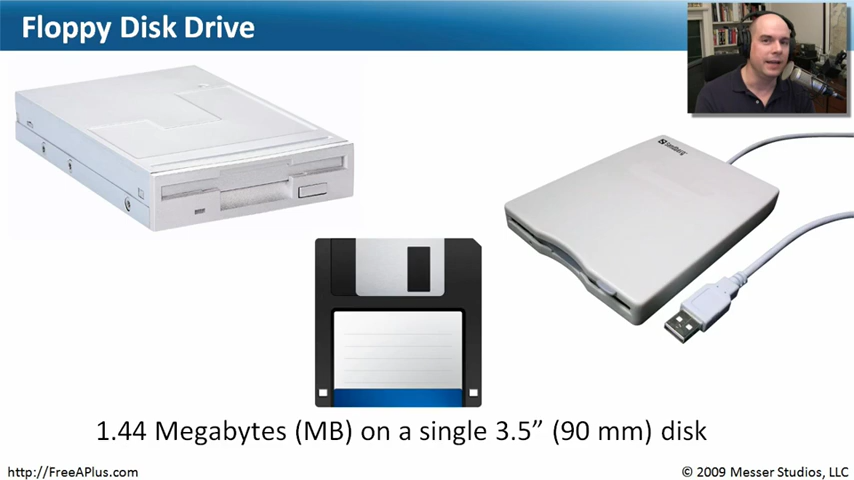 Floppy Disk Drive
Sandberg
1.44 Megabytes (MB) on a single 3.5” (90 mm) disk
http://FreeAPlus.com
© 2009 Messer Studios, LLC